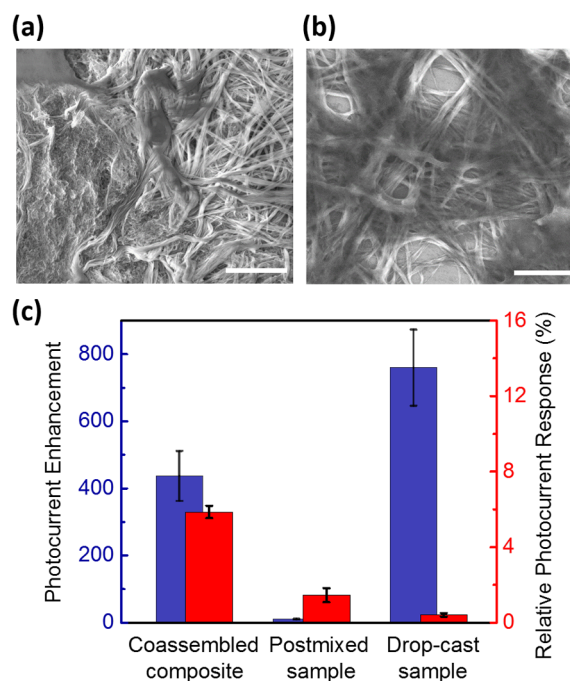 (a)
(b)
(c)
Photocurrent Enhancement
800
600
400
200
0
16
12
8
4
0
Relative Photocurrent Response (%)
Coassembled
composite
Postmixed
sample
Drop-cast
sample